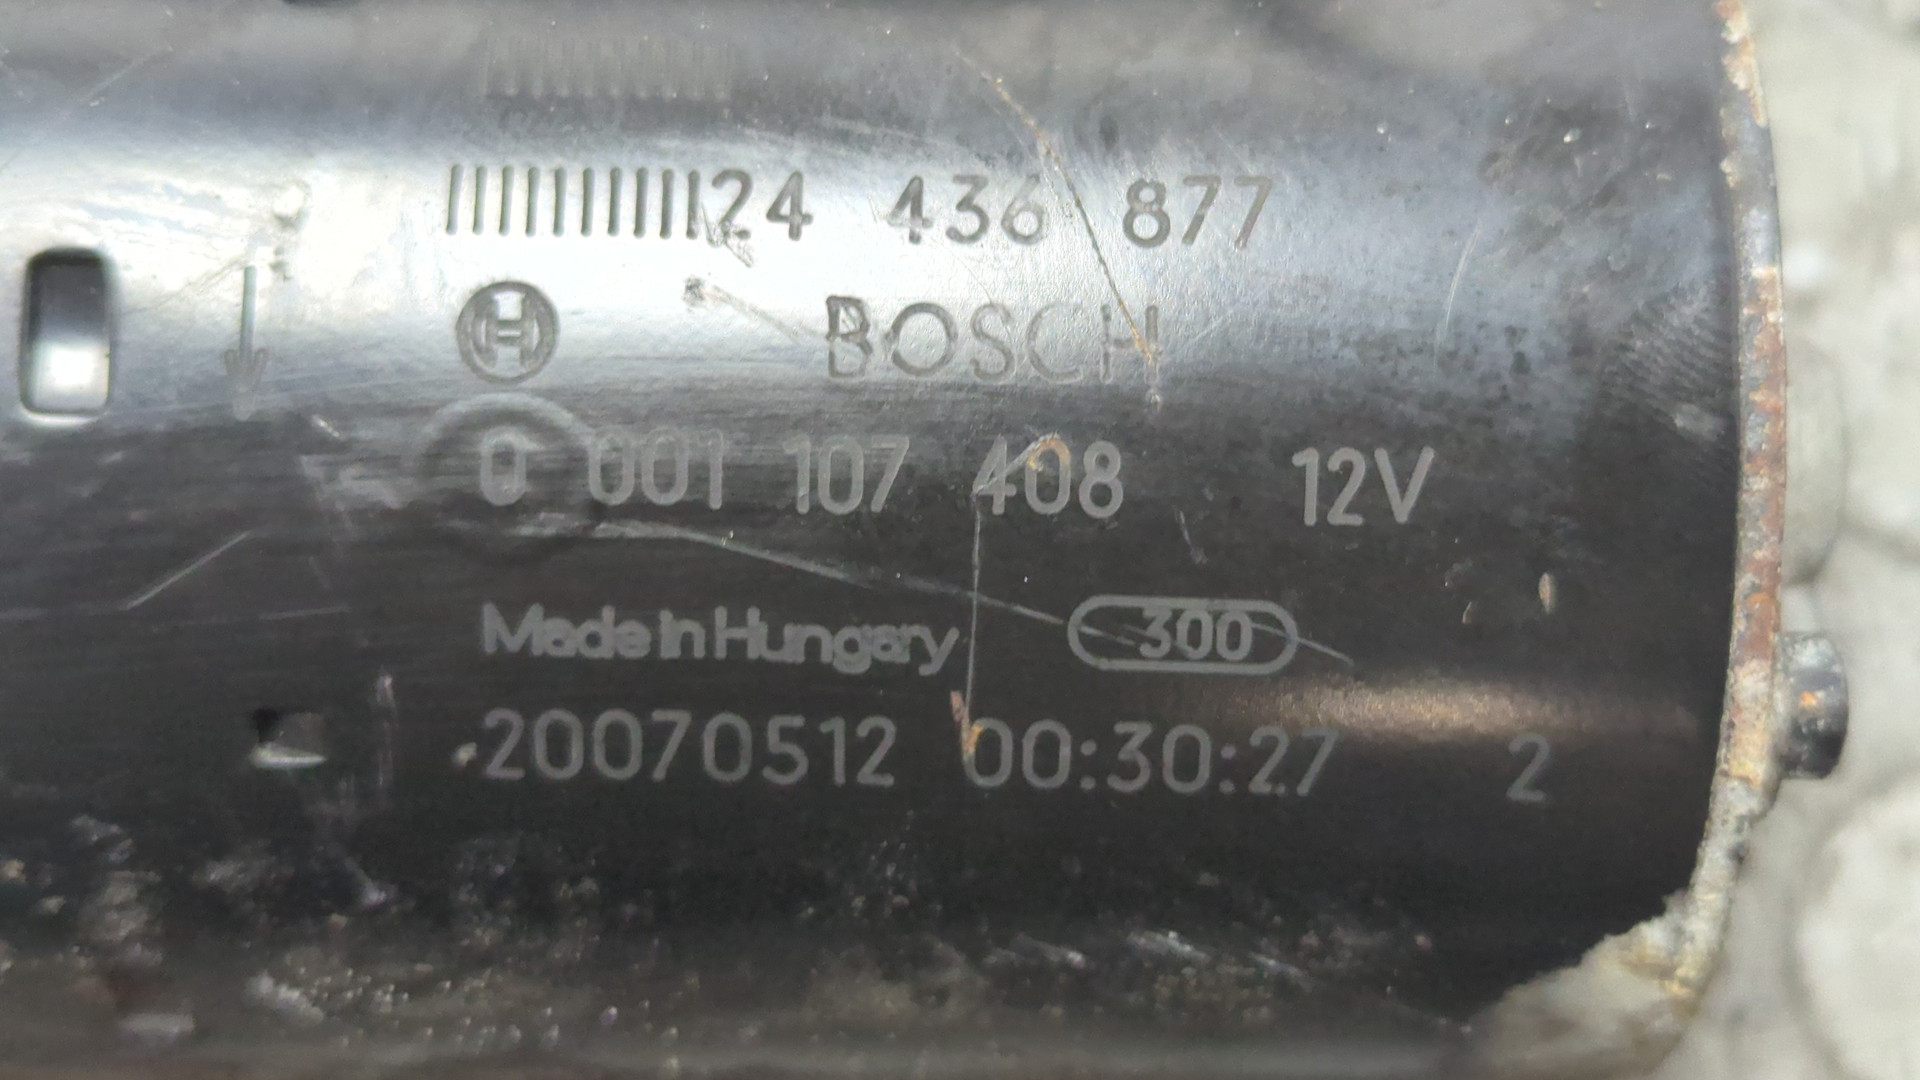 24 436 877
BOSCH
0 001 107 408 12V
Made in Hungary 300
20070512 00:30:27 2